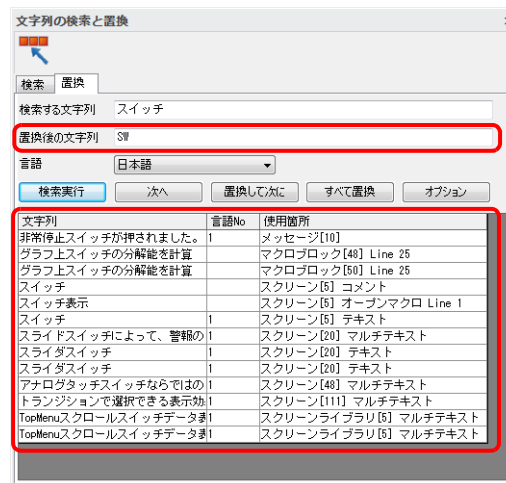 文字列の検索と置換
検索 置換
検索する文字列 スイッチ
置換後の文字列 SW
言語 日本語
検索実行 次へ 置換して次に すべて置換 オプション
文字列 言語No 使用箇所
非常停止スイッチが押されました。 1 メッセージ[10]
グラフ上スイッチの分解能を計算 マクロブロック[48] Line 25
グラフ上スイッチの分解能を計算 マクロブロック[50] Line 25
スイッチ スクリーン[5] コメント
スイッチ表示 スクリーン[5] オープンマクロ Line 1
スイッチ 1 スクリーン[5] テキスト
スライドスイッチによって、警報の 1 スクリーン[20] マルチテキスト
スライダスイッチ 1 スクリーン[20] テキスト
スライダスイッチ 1 スクリーン[20] テキスト
アナログタッチスイッチならではの 1 スクリーン[48] マルチテキスト
トランジションで選択できる表示効 1 スクリーン[111] マルチテキスト
TopMenuスクロールスイッチデータ表 1 スクリーンライブラリ[5] マルチテキスト
TopMenuスクロールスイッチデータ表 1 スクリーンライブラリ[5] マルチテキスト